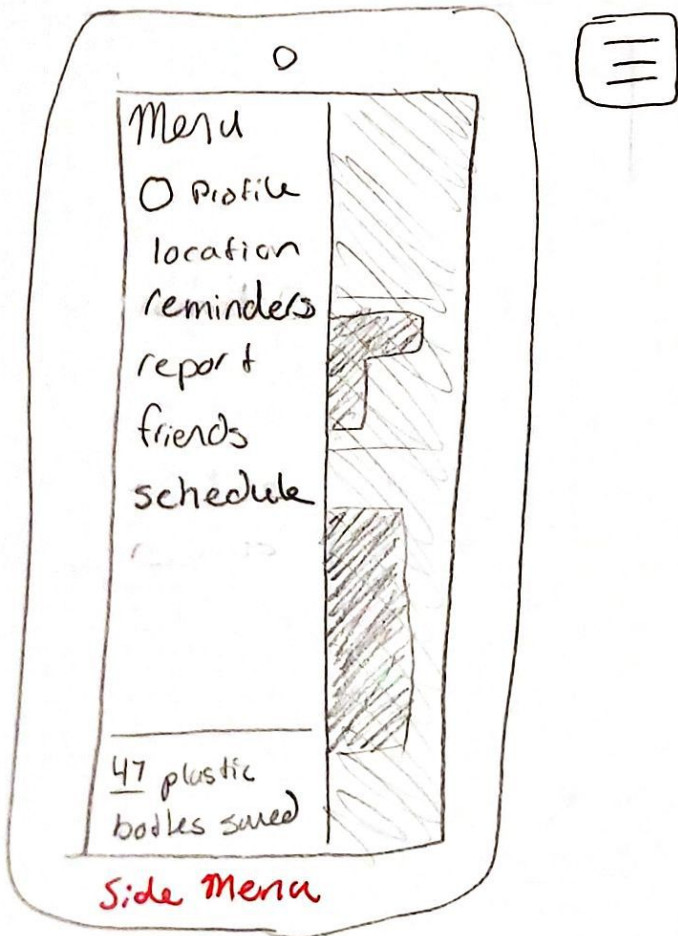 Menu
Profile
location
reminders
report
friends
schedule
47 plastic
bottles saved
Side Menu